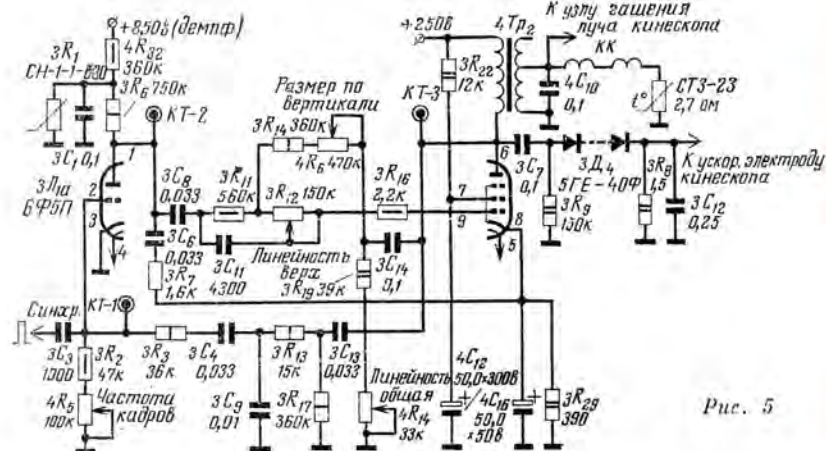 +850в (демпф)
3R1
СН-1-1-800
4R32
360к
3R6 750к
КТ-2
3C1 0,1
3Л1а
6Ф5П
1
2
3
4
3C8
0,033
3C6
0,033
3R7
1,6к
3R11
560к
3C11
4300
3R12 150к
Линейность
верх
Размер по
вертикали
3R14 360к
4R6 470к
3R16
2,2к
3R19 39к
3C14
0,1
КТ-3
+250в
3R22
12к
4Тр2
К узлу гашения
луча кинескопа
КК
4C10
0,1
t°
СТ3-23
2,7 ом
6
7
8
9
5
3C7
0,1
3Д4
5ГЕ-40Ф
3R9
150к
3R8
1,5
3C12
0,25
К ускор. электроду
кинескопа
Синхр.
КТ-1
3C3
1000
3R2
47к
4R5
100к
Частота
кадров
3R3
36к
3C4
0,033
3C9
0,01
3R13
15к
3R17
360к
3C13
0,033
Линейность
общая
4R14
33к
4C12
50,0×300в
4C16
50,0
×50в
3R29
390
Рис. 5